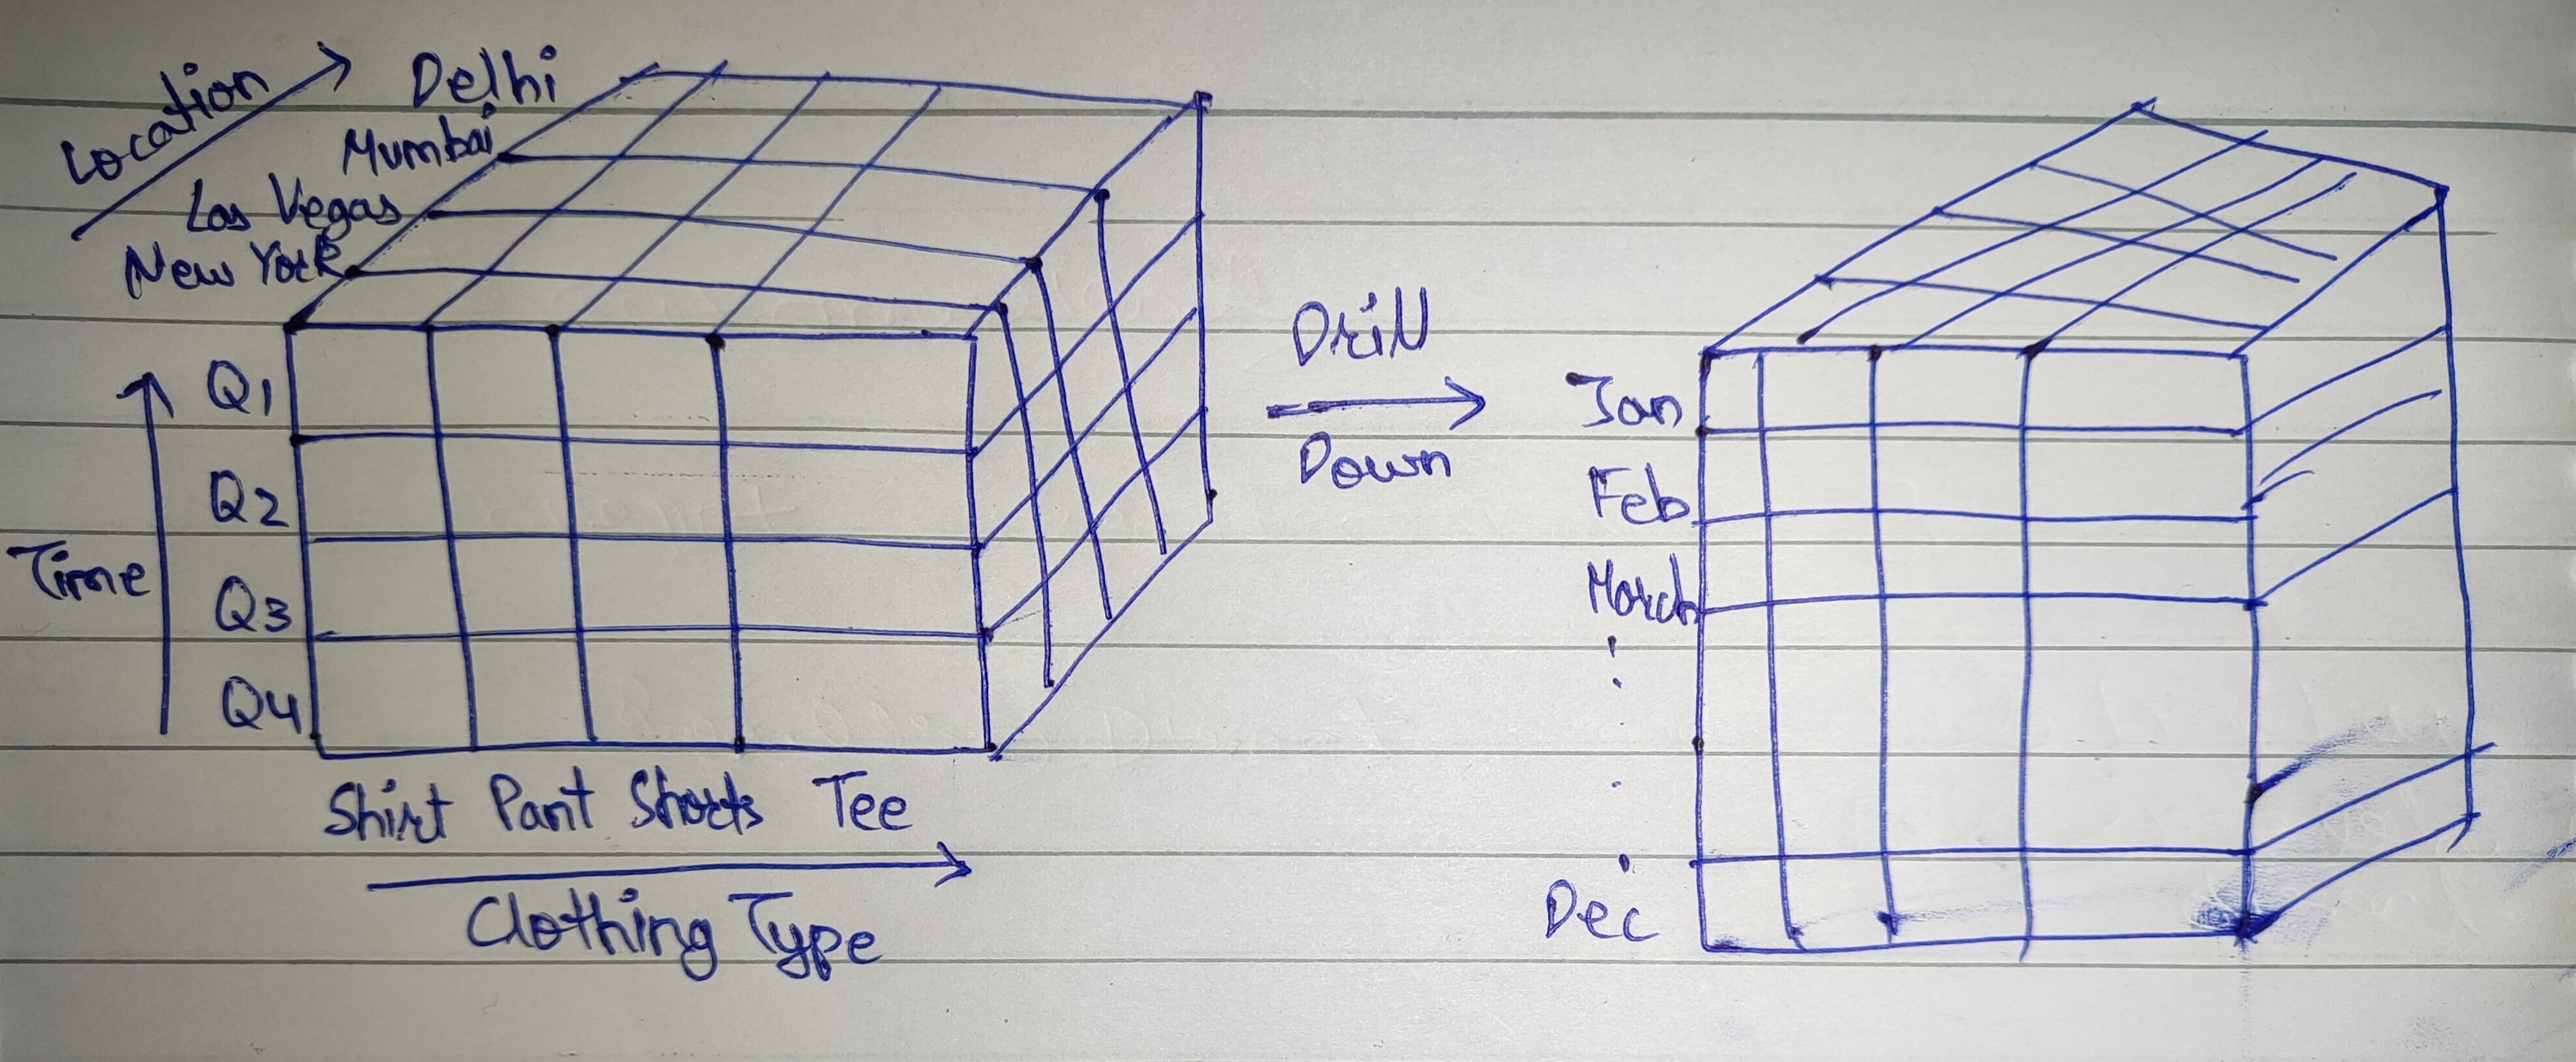 Location
Delhi
Mumbai
Las Vegas
New York
Time
Q1
Q2
Q3
Q4
Shirt Pant Shorts Tee
Clothing Type
Drill
Down
Jan
Feb
March
Dec